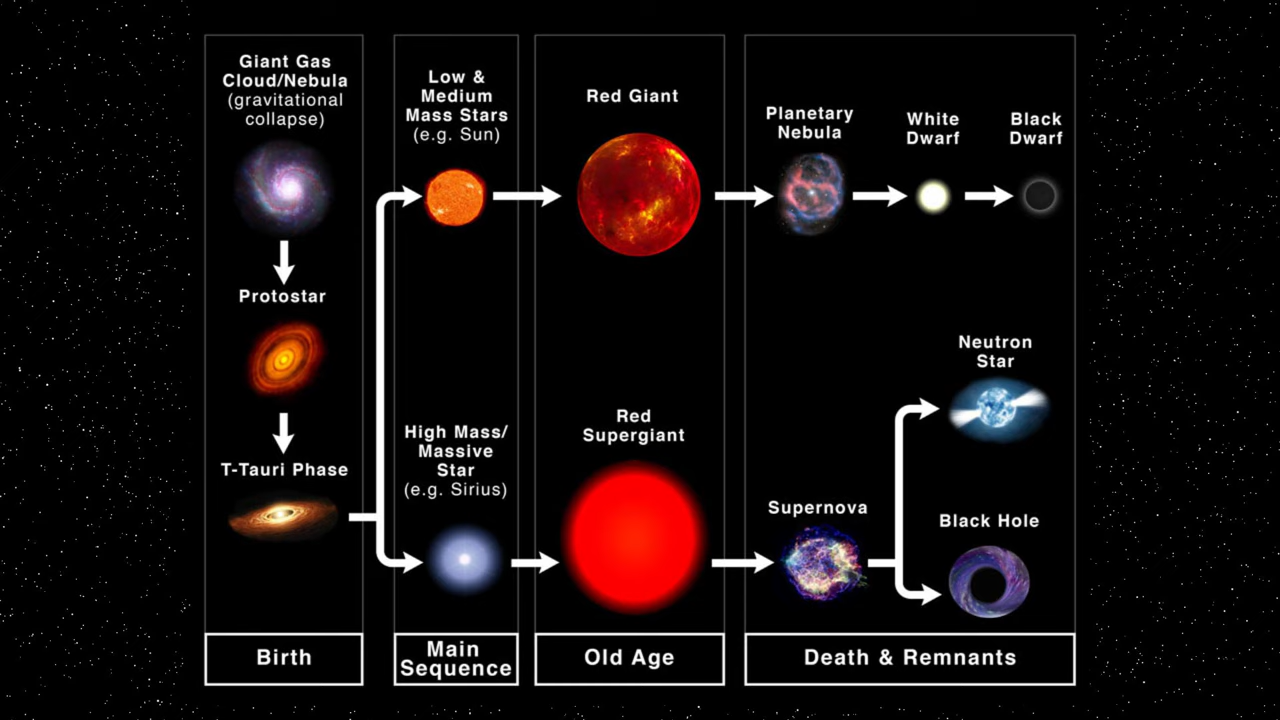 Giant Gas
Cloud/Nebula
(gravitational
collapse)
Protostar
T-Tauri Phase
Birth
Low &
Medium
Mass Stars
(e.g. Sun)
High Mass/
Massive
Star
(e.g. Sirius)
Main
Sequence
Red Giant
Red
Supergiant
Old Age
Planetary
Nebula
White
Dwarf
Black
Dwarf
Neutron
Star
Supernova
Black Hole
Death & Remnants